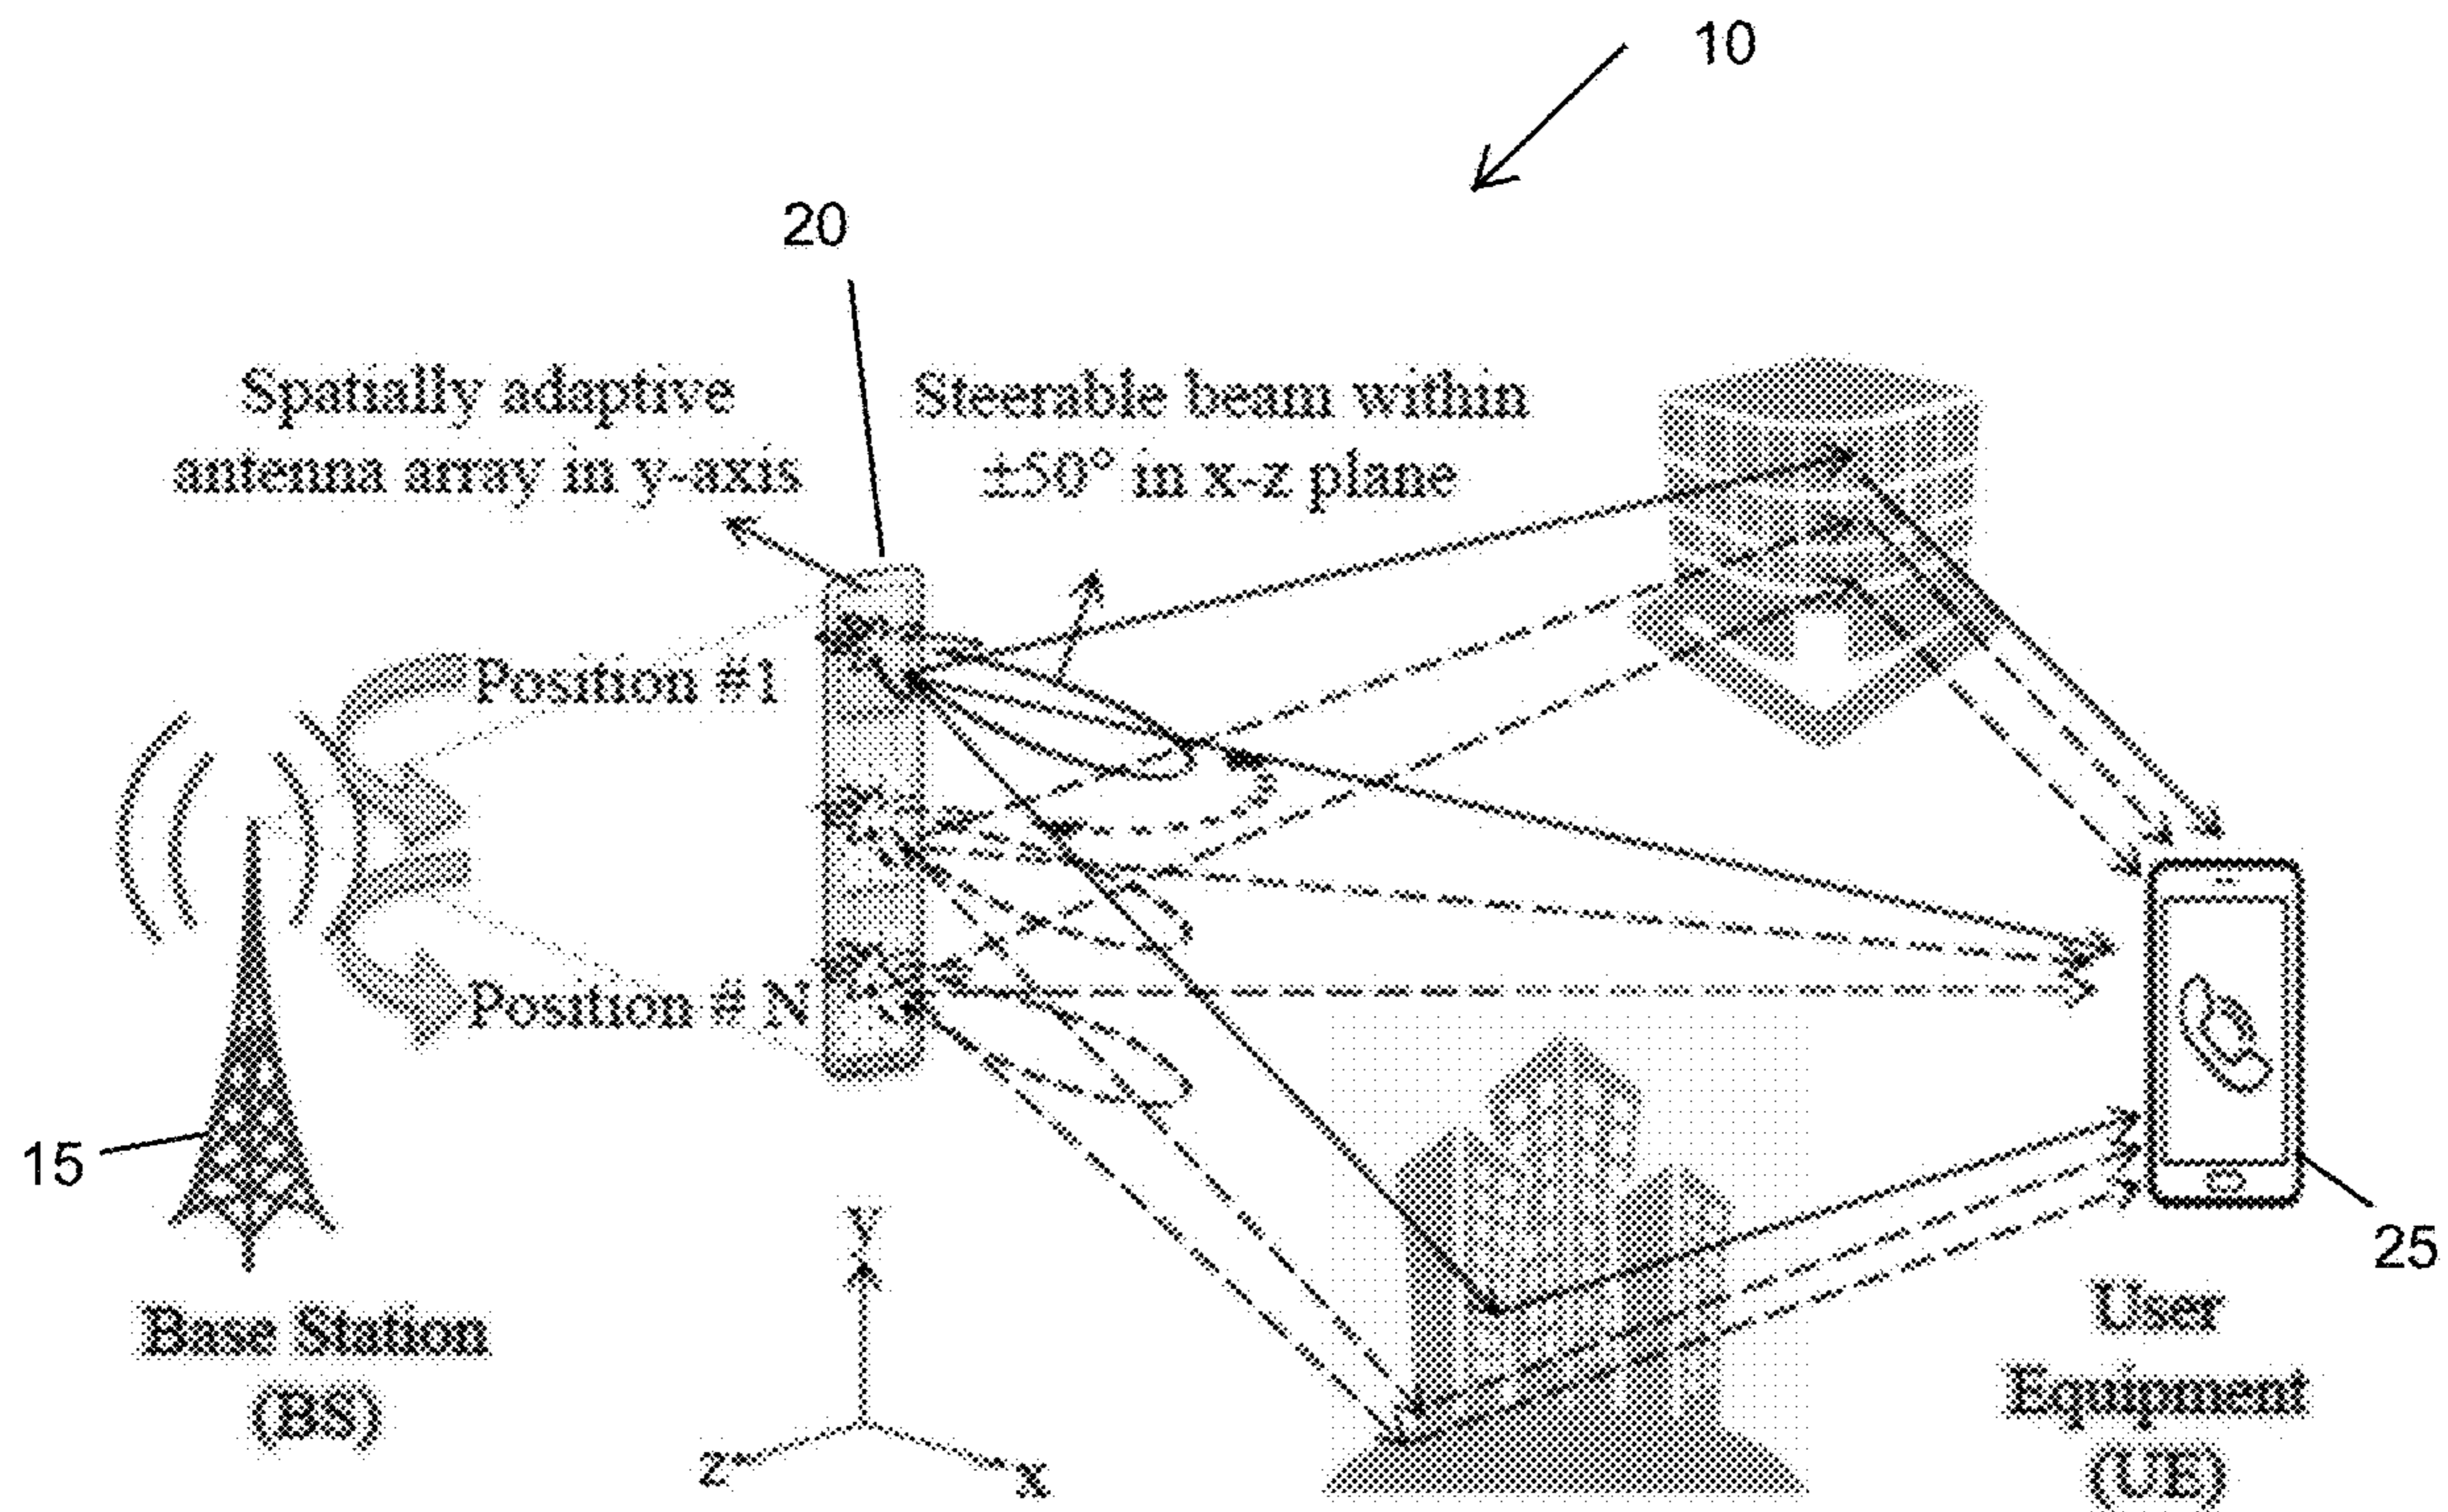 10
20
Spatially adaptive
antenna array in y-axis
Steerable beam within
±50° in x-z plane
Position #1
Position # N
15
Base Station
(BS)
y
z
x
25
User
Equipment
(UE)